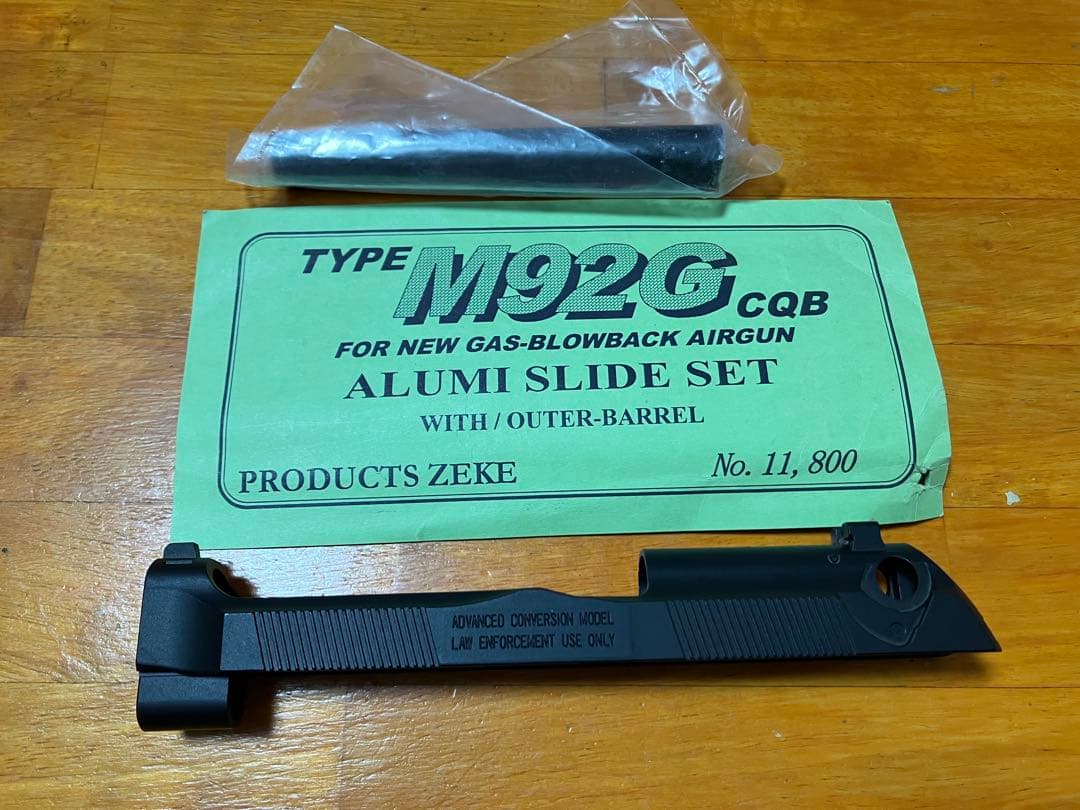 TYPE M92G CQB
FOR NEW GAS-BLOWBACK AIRGUN
ALUMI SLIDE SET
WITH / OUTER-BARREL
PRODUCTS ZEKE No. 11, 800
ADVANCED CONVERSION MODEL
LAW ENFORCEMENT USE ONLY